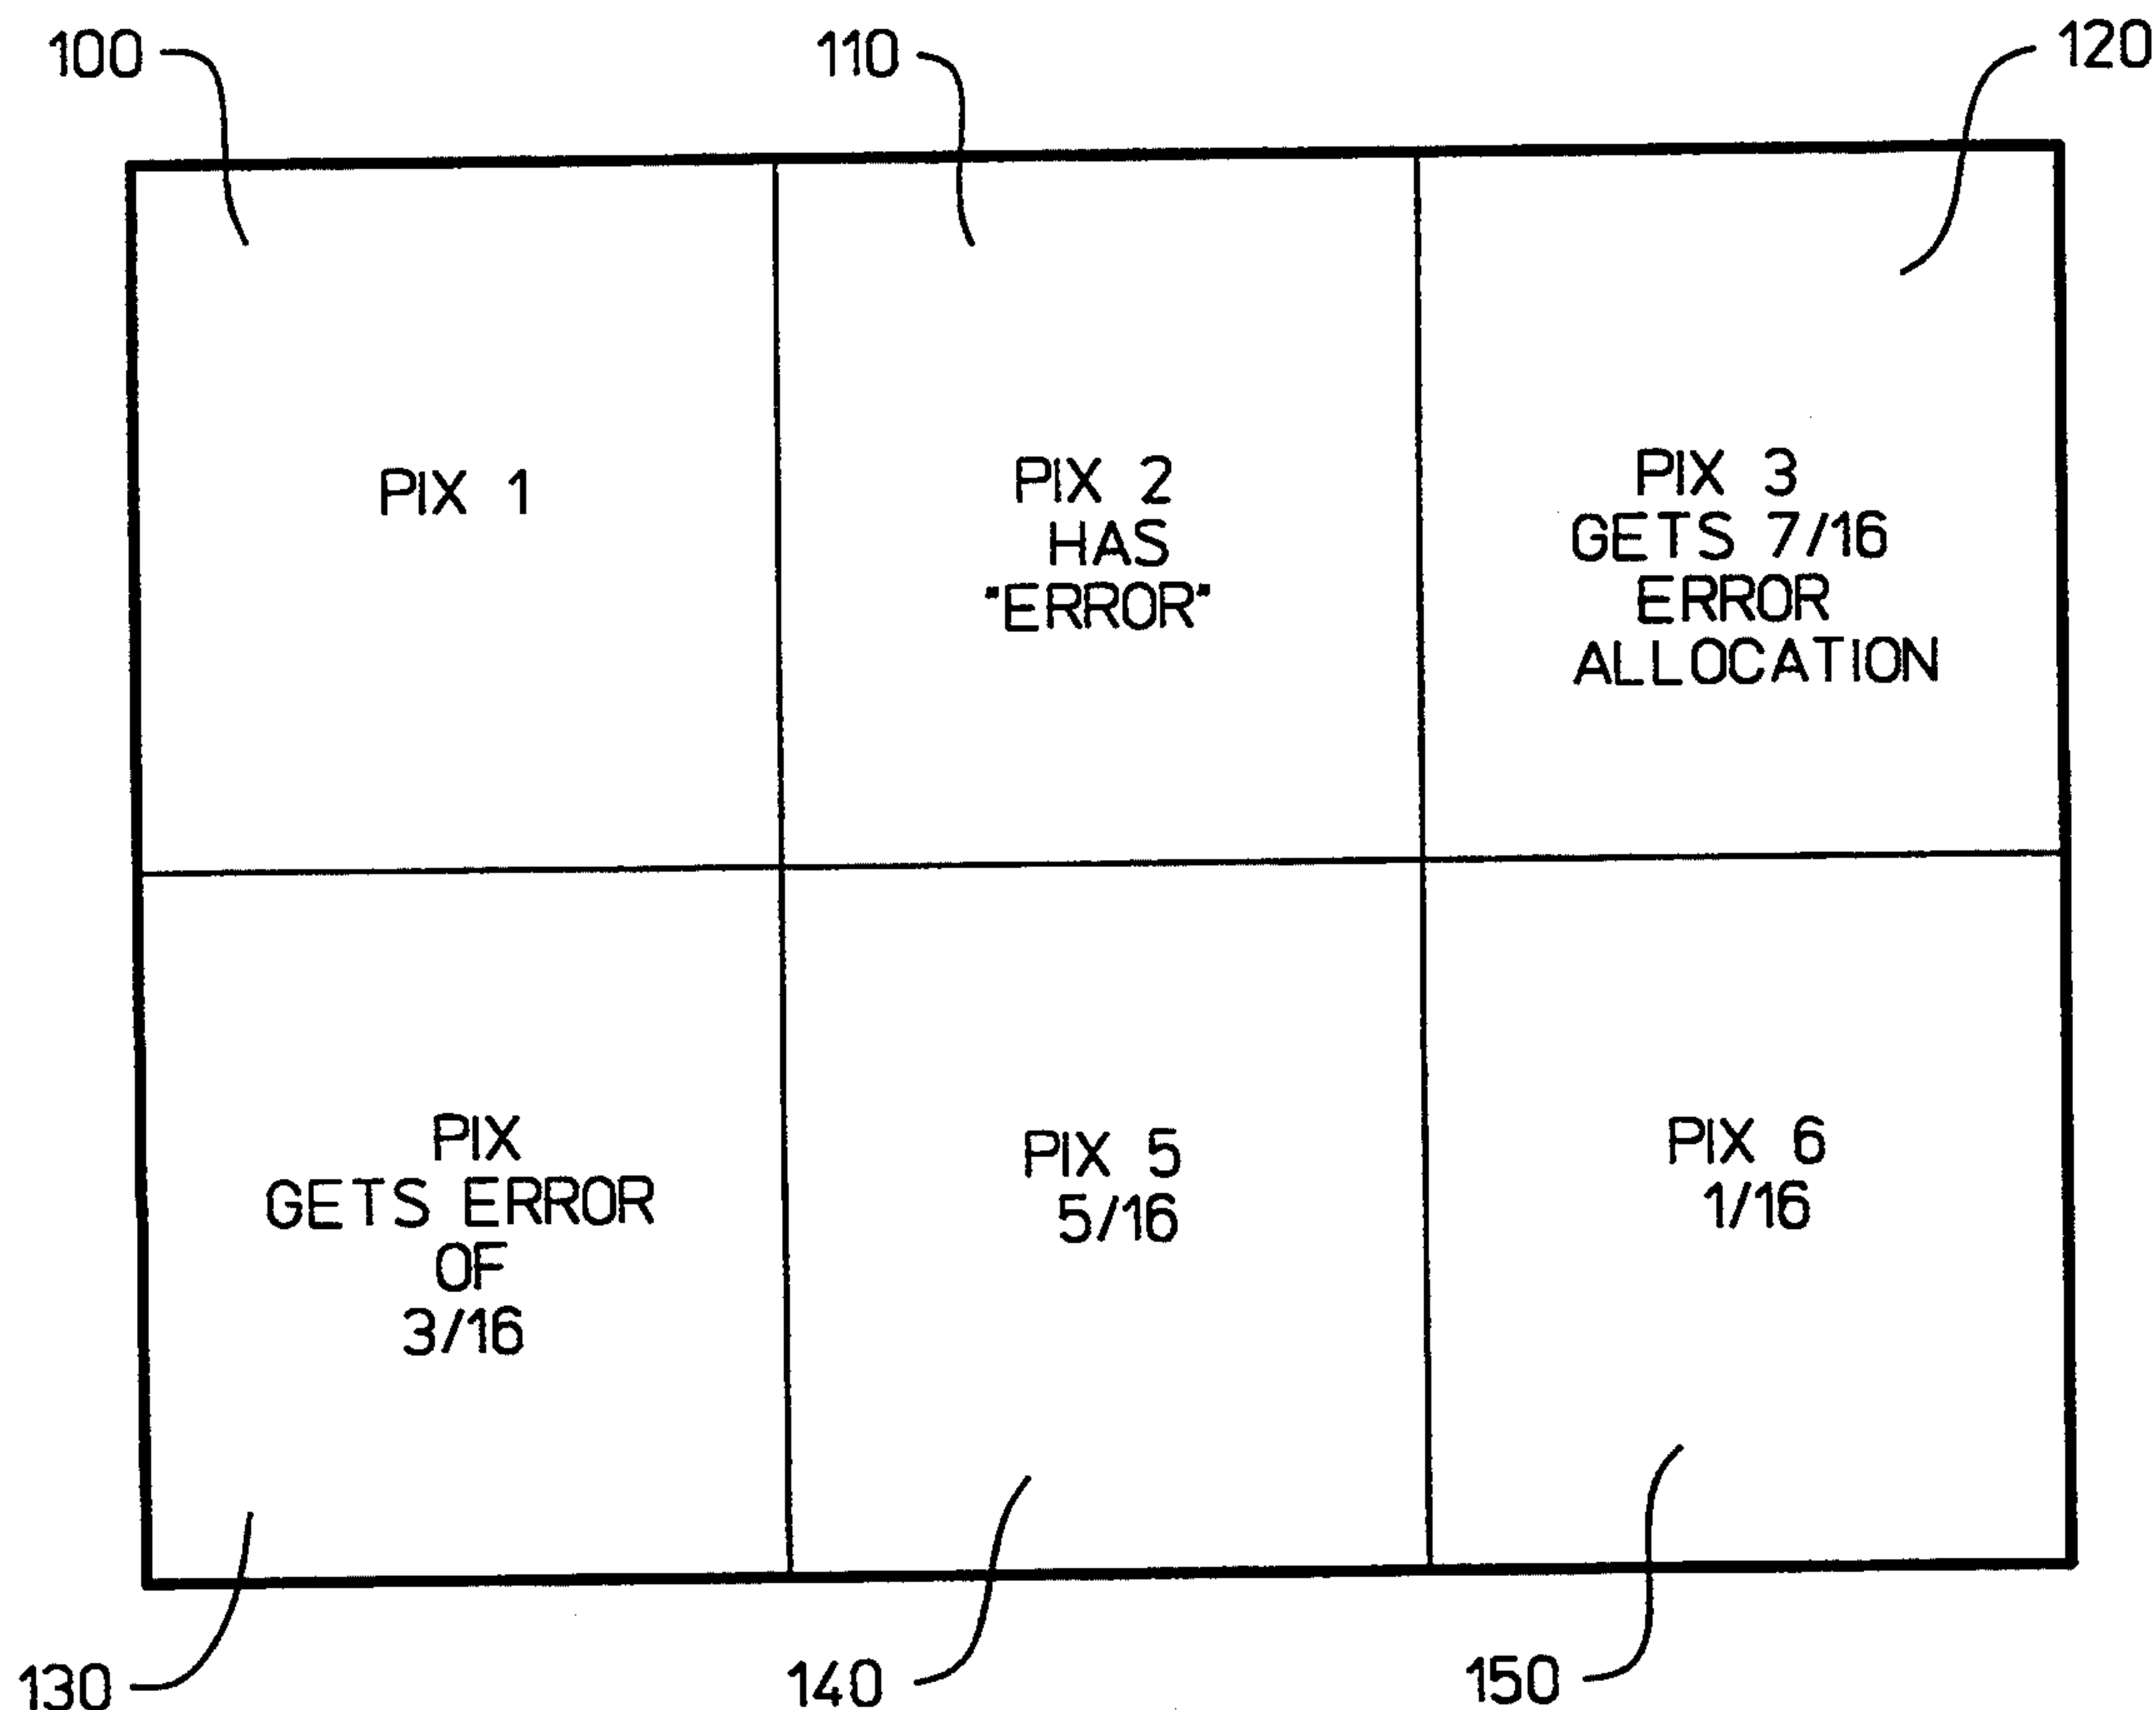 100
110
120
PIX 1
PIX 2
HAS
"ERROR"
PIX 3
GETS 7/16
ERROR
ALLOCATION
PIX
GETS ERROR
OF
3/16
PIX 5
5/16
PIX 6
1/16
130
140
150